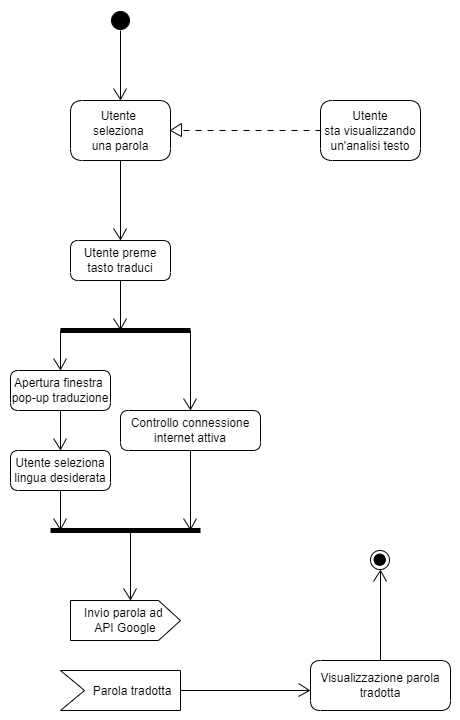 Utente
seleziona
una parola
Utente
sta visualizzando
un'analisi testo
Utente preme
tasto traduci
Apertura finestra
pop-up traduzione
Controllo connessione
internet attiva
Utente seleziona
lingua desiderata
Invio parola ad
API Google
Parola tradotta
Visualizzazione parola
tradotta